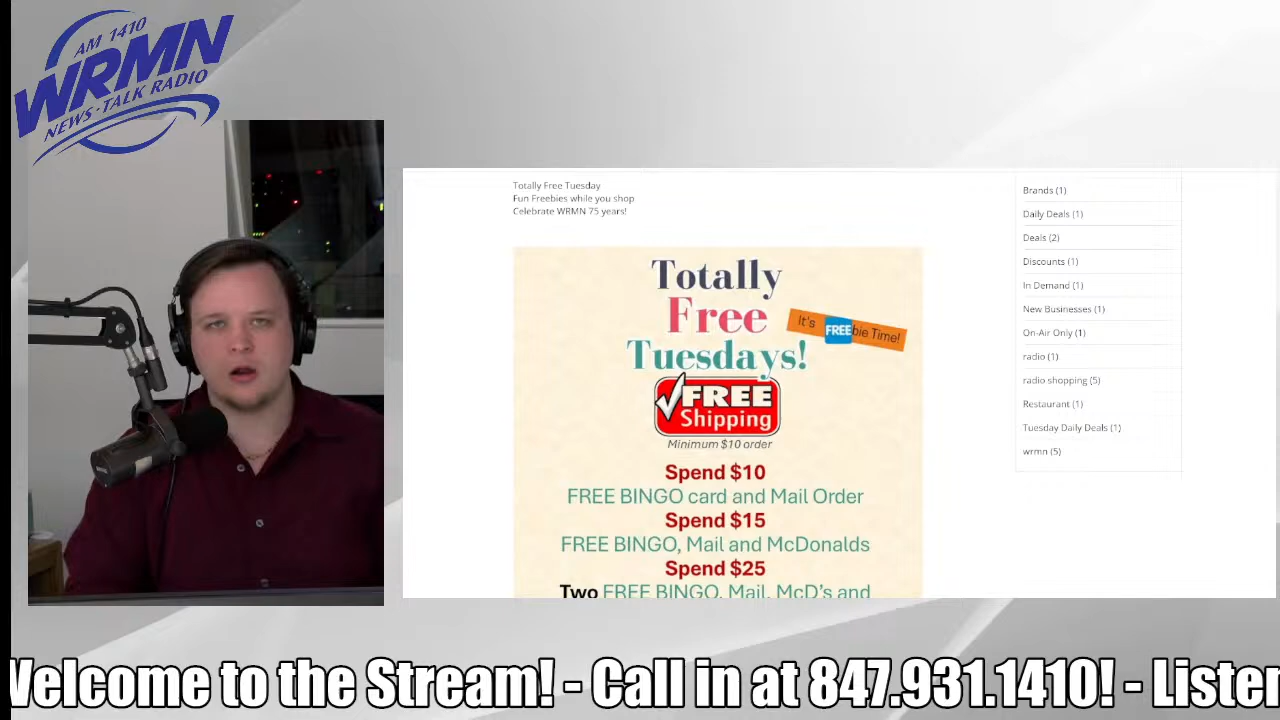 AM 1410
WRMN
NEWS·TALK RADIO
Totally Free Tuesday
Fun Freebies while you shop
Celebrate WRMN 75 years!
Totally
Free
Tuesdays!
It's FREEbie Time!
FREE
Shipping
Minimum $10 order
Spend $10
FREE BINGO card and Mail Order
Spend $15
FREE BINGO, Mail and McDonalds
Spend $25
Two FREE BINGO, Mail, McD's and
Brands (1)
Daily Deals (1)
Deals (2)
Discounts (1)
In Demand (1)
New Businesses (1)
On-Air Only (1)
radio (1)
radio shopping (5)
Restaurant (1)
Tuesday Daily Deals (1)
wrmn (5)
Welcome to the Stream! - Call in at 847.931.1410! - Listen